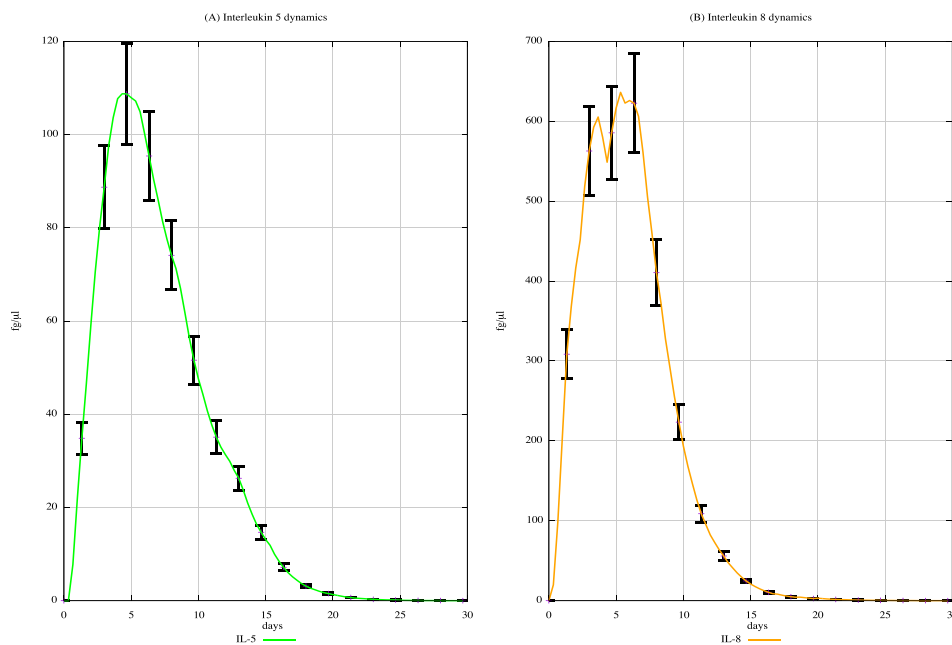 (A) Interleukin 5 dynamics
120
100
80
60
40
20
0
fg/µl
0 5 10 15 20 25 30
days
IL-5
(B) Interleukin 8 dynamics
700
600
500
400
300
200
100
0
fg/µl
0 5 10 15 20 25
days
IL-8